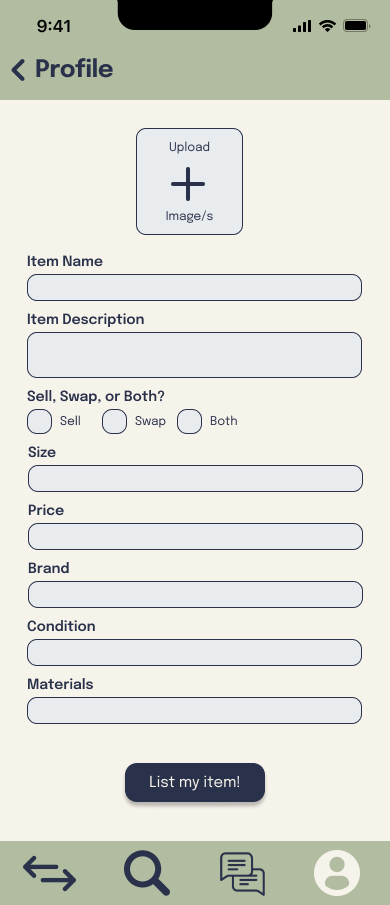 9:41
Profile
Upload
Image/s
Item Name
Item Description
Sell, Swap, or Both?
Sell Swap Both
Size
Price
Brand
Condition
Materials
List my item!